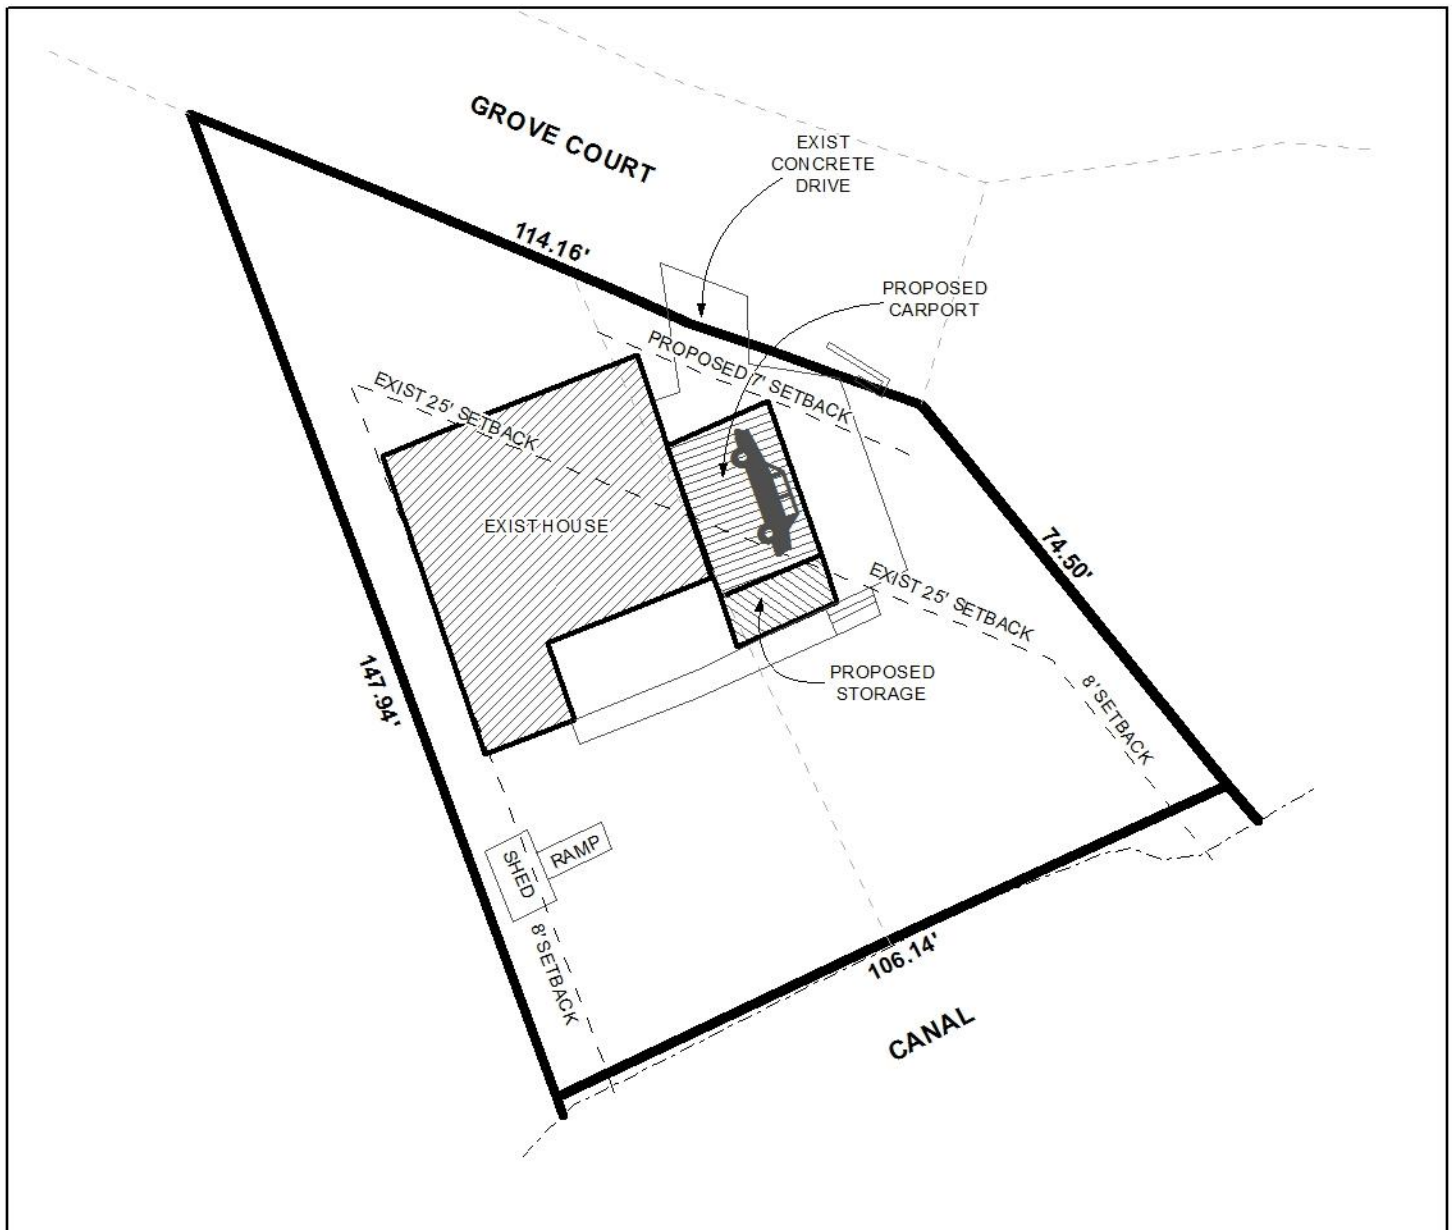 GROVE COURT
EXIST
CONCRETE
DRIVE
114.16'
PROPOSED
CARPORT
PROPOSED 7' SETBACK
EXIST 25' SETBACK
EXIST HOUSE
74.50'
EXIST 25' SETBACK
147.94'
PROPOSED
STORAGE
8' SETBACK
SHED
RAMP
8' SETBACK
106.14'
CANAL